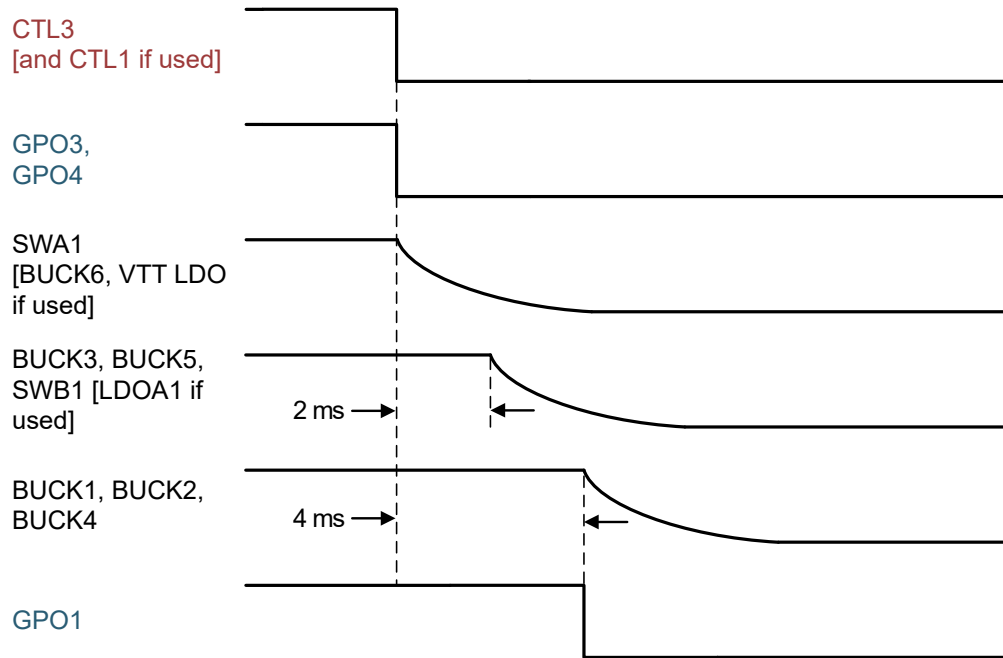 CTL3
[and CTL1 if used]
GPO3,
GPO4
SWA1
[BUCK6, VTT LDO
if used]
BUCK3, BUCK5,
SWB1 [LDOA1 if
used]
2 ms
BUCK1, BUCK2,
BUCK4
4 ms
GPO1